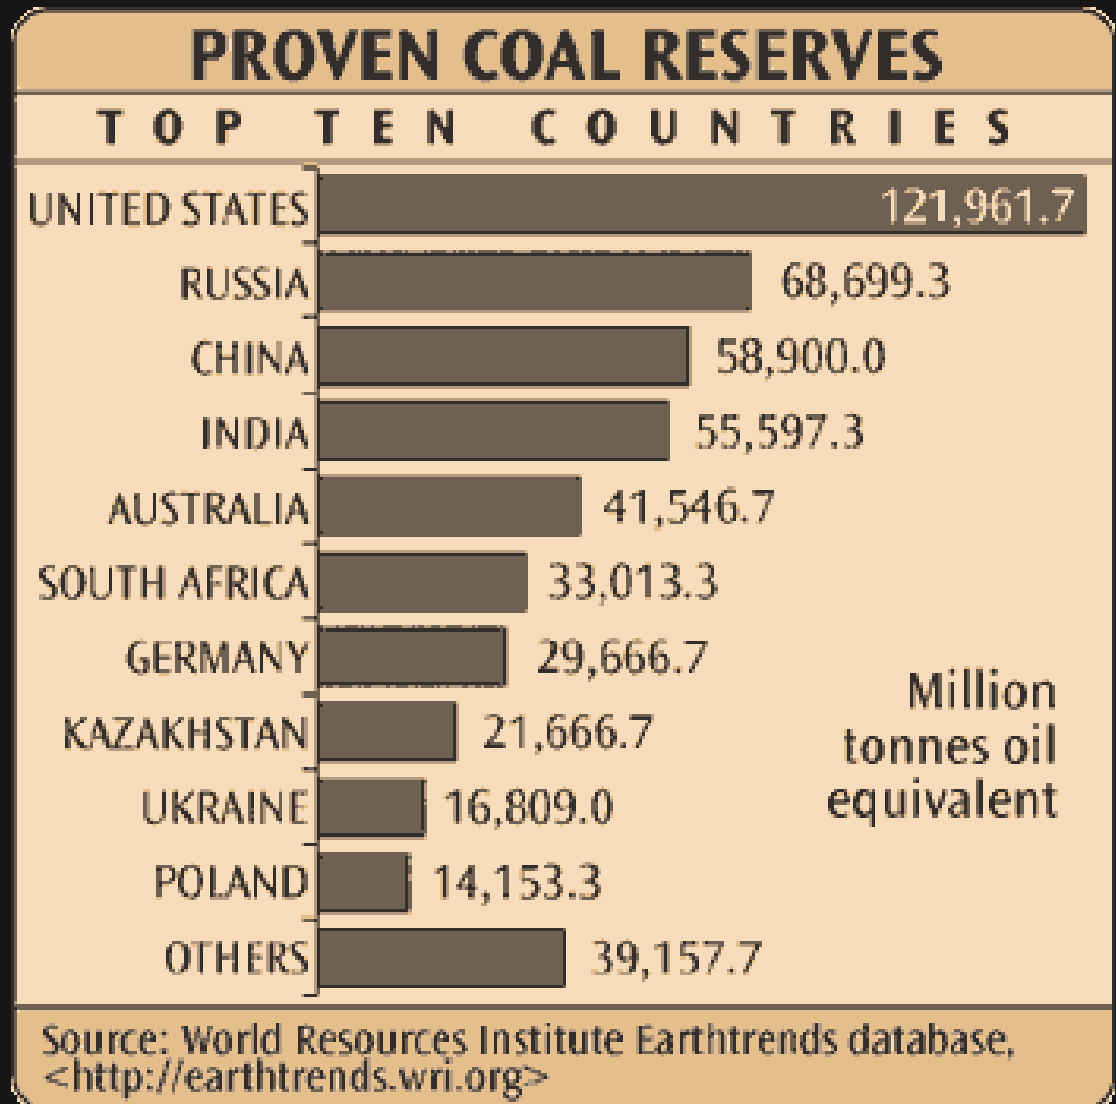 PROVEN COAL RESERVES
TOP TEN COUNTRIES
UNITED STATES 121,961.7
RUSSIA 68,699.3
CHINA 58,900.0
INDIA 55,597.3
AUSTRALIA 41,546.7
SOUTH AFRICA 33,013.3
GERMANY 29,666.7
KAZAKHSTAN 21,666.7
UKRAINE 16,809.0
POLAND 14,153.3
OTHERS 39,157.7
Million
tonnes oil
equivalent
Source: World Resources Institute Earthtrends database,
<http://earthtrends.wri.org>